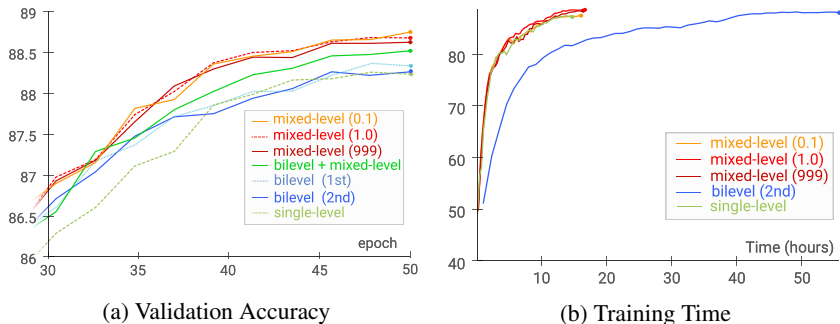 89
88.5
88
87.5
87
86.5
86
30
35
40
45
50
epoch
mixed-level (0.1)
mixed-level (1.0)
mixed-level (999)
bilevel + mixed-level
bilevel (1st)
bilevel (2nd)
single-level
(a) Validation Accuracy
80
70
60
50
40
10
20
30
40
50
Time (hours)
mixed-level (0.1)
mixed-level (1.0)
mixed-level (999)
bilevel (2nd)
single-level
(b) Training Time